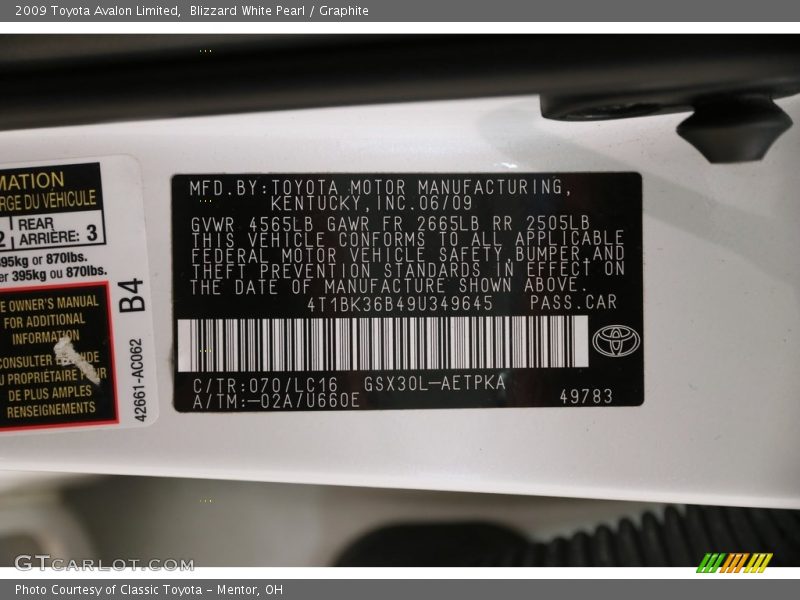 2009 Toyota Avalon Limited, Blizzard White Pearl / Graphite
MATION
RGE DU VÉHICULE
2 REAR
ARRIÈRE: 3
395kg or 870lbs.
er 395kg ou 870lbs.
E OWNER'S MANUAL
FOR ADDITIONAL
INFORMATION
CONSULTER
PROPRIÉTAIRE
DE PLUS AMPLES
RENSEIGNEMENTS
B4
42661-AC062
MFD.BY:TOYOTA MOTOR MANUFACTURING,
KENTUCKY,INC.06/09
GVWR 4565LB GAWR FR 2665LB RR 2505LB
THIS VEHICLE CONFORMS TO ALL APPLICABLE
FEDERAL MOTOR VEHICLE SAFETY,BUMPER,AND
THEFT PREVENTION STANDARDS IN EFFECT ON
THE DATE OF MANUFACTURE SHOWN ABOVE.
4T1BK36B49U349645 PASS.CAR
C/TR:070/LC16 GSX30L-AETPKA
A/TM:-02A/U660E 49783
GTCARLOT.COM
Photo Courtesy of Classic Toyota - Mentor, OH